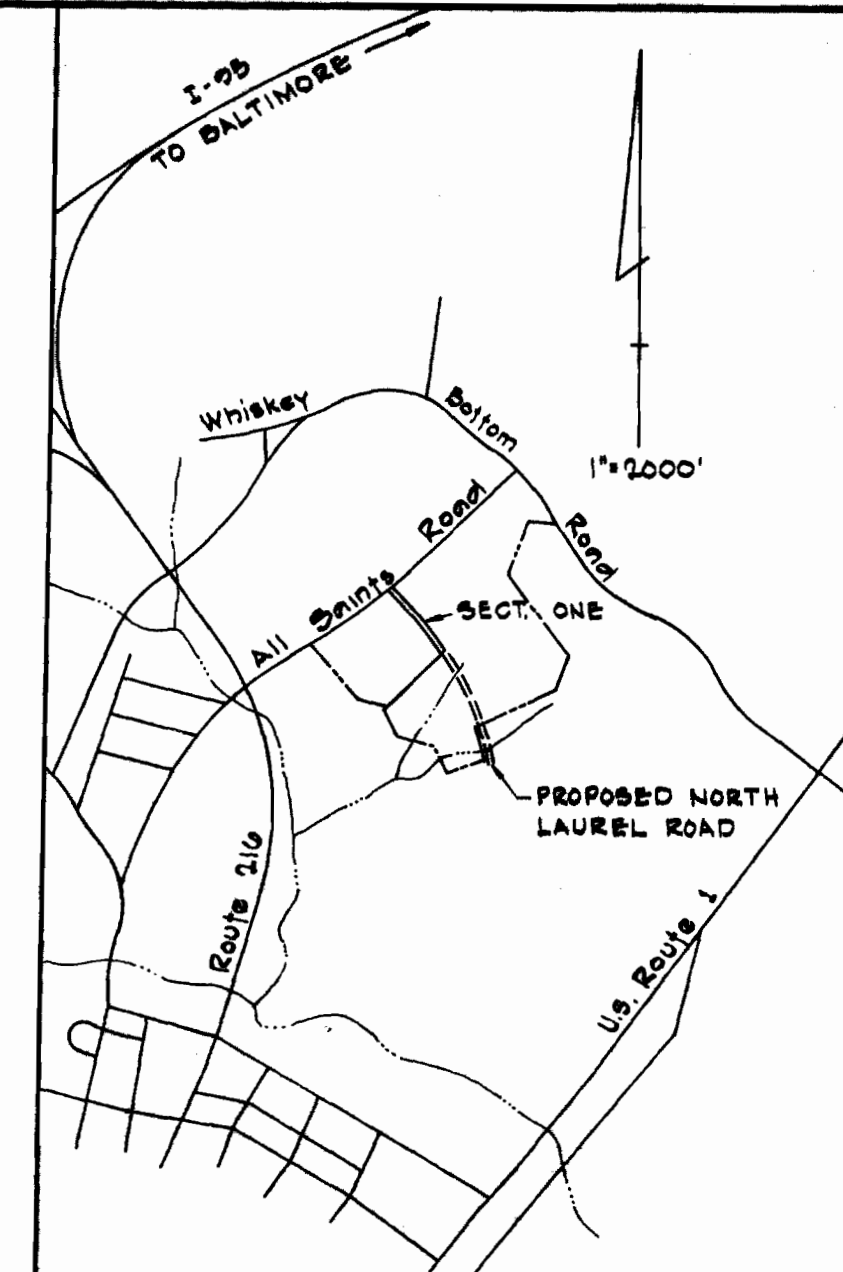 I-95
TO BALTIMORE
Whiskey Bottom Road
1"=2000'
All Saints Road
SECT. ONE
PROPOSED NORTH
LAUREL ROAD
Route 216
U.S. Route 1